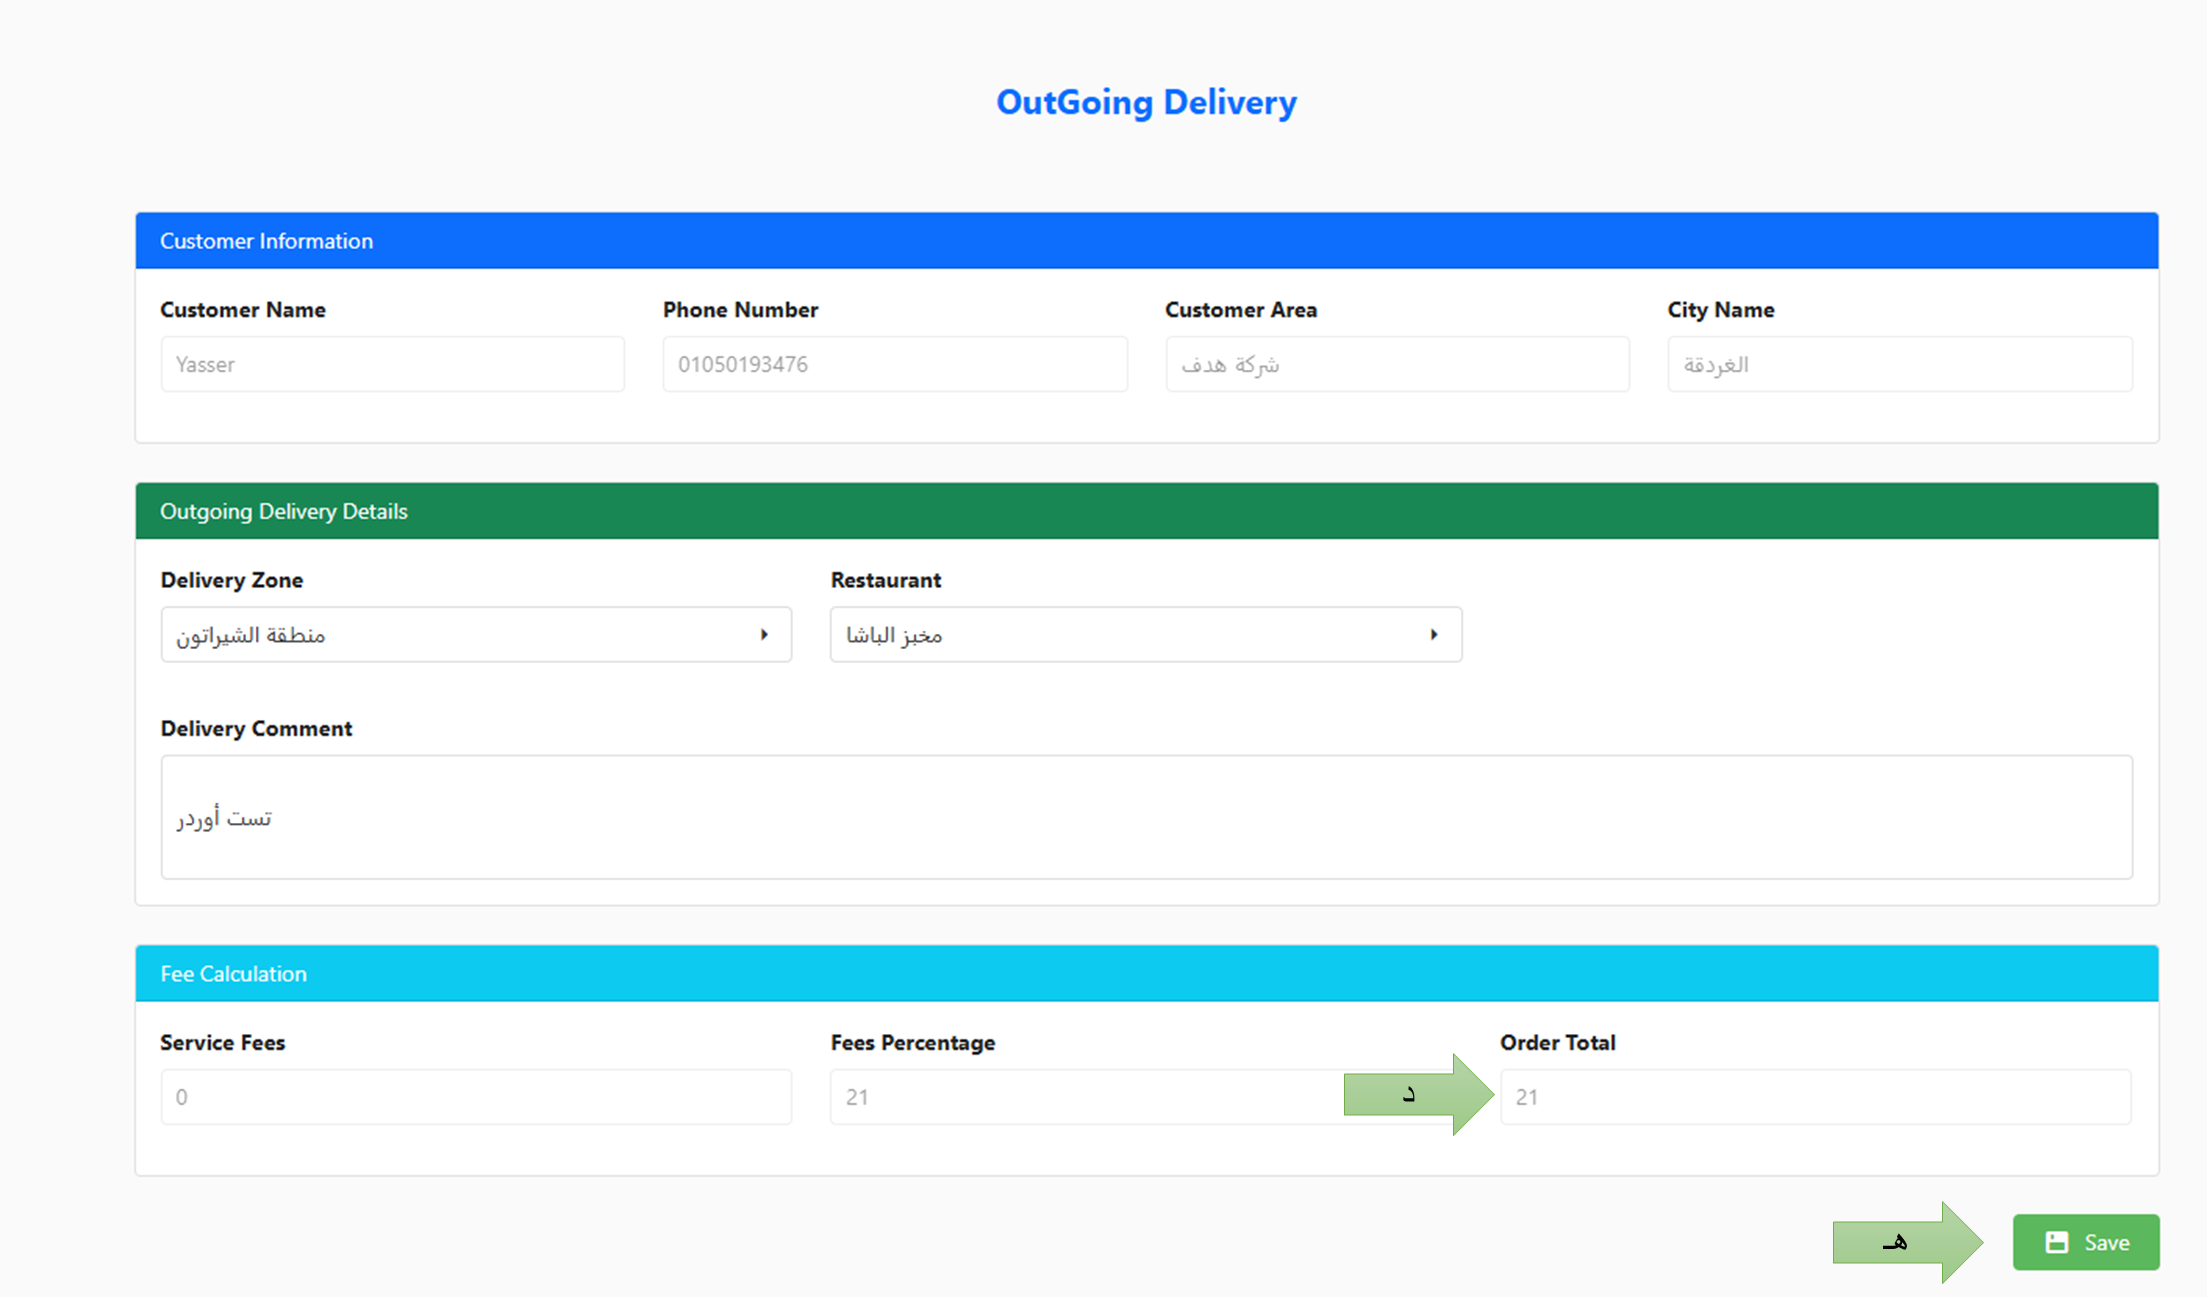 OutGoing Delivery
Customer Information
Customer Name
Phone Number
Customer Area
City Name
Yasser
01050193476
شركة هدف
الغردقة
Outgoing Delivery Details
Delivery Zone
Restaurant
منطقة الشيراتون
مخبز الباشا
Delivery Comment
تست أوردر
Fee Calculation
Service Fees
Fees Percentage
Order Total
0
21
د
21
هـ
Save